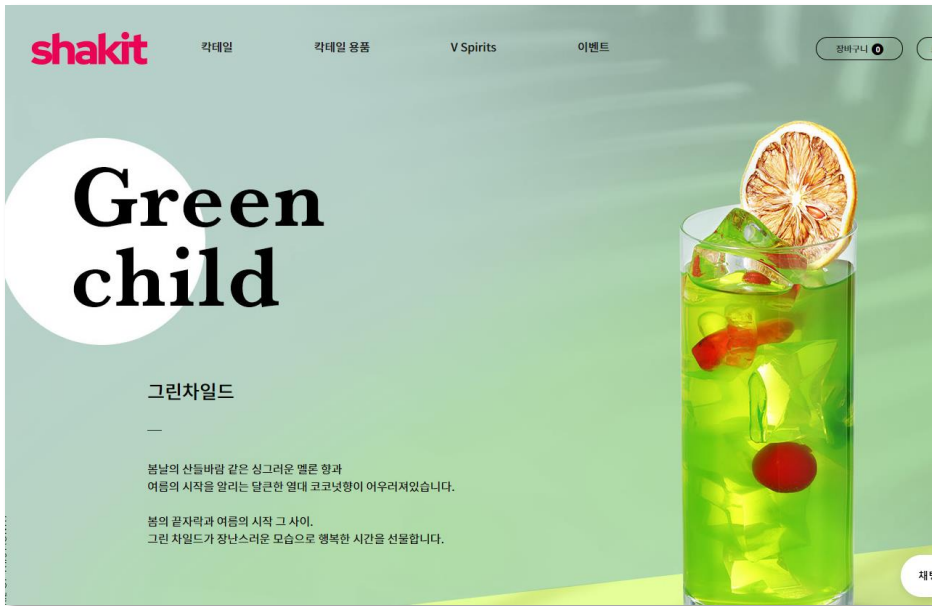 shakit
칵테일
칵테일 용품
V Spirits
이벤트
장바구니 0
Green
child
그린차일드
봄날의 산들바람 같은 싱그러운 멜론 향과
여름의 시작을 알리는 달큰한 열대 코코넛향이 어우러져있습니다.
봄의 끝자락과 여름의 시작 그 사이.
그린 차일드가 장난스러운 모습으로 행복한 시간을 선물합니다.